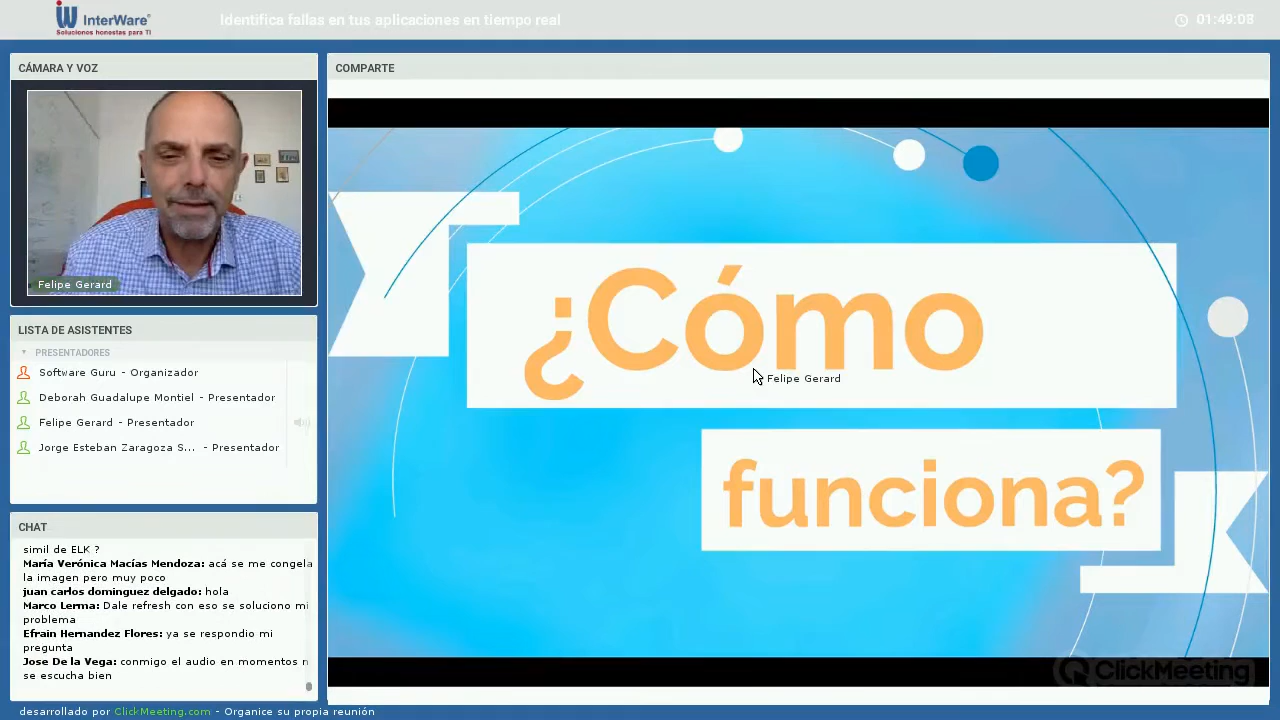 InterWare
Soluciones honestas para TI
Identifica fallas en tus aplicaciones en tiempo real
01:49:08
CÁMARA Y VOZ
Felipe Gerard
LISTA DE ASISTENTES
PRESENTADORES
Software Guru - Organizador
Deborah Guadalupe Montiel - Presentador
Felipe Gerard - Presentador
Jorge Esteban Zaragoza S... - Presentador
CHAT
simil de ELK ?
María Verónica Macías Mendoza: acá se me congela
la imagen pero muy poco
juan carlos dominguez delgado: hola
Marco Lerma: Dale refresh con eso se soluciono mi
problema
Efrain Hernandez Flores: ya se respondio mi
pregunta
Jose De la Vega: conmigo el audio en momentos n
se escucha bien
COMPARTE
¿Cómo
Felipe Gerard
funciona?
ClickMeeting
desarrollado por ClickMeeting.com - Organice su propia reunión